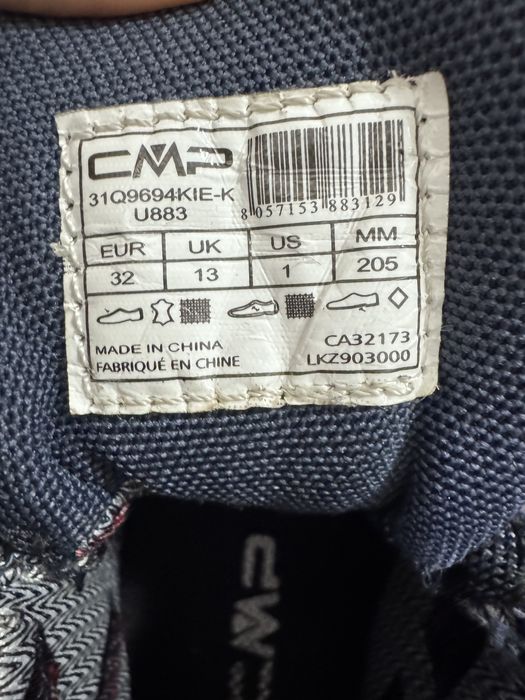 CMP
31Q9694KIE-K
U883
8 057153 883129
EUR UK US MM
32 13 1 205
MADE IN CHINA
FABRIQUÉ EN CHINE
CA32173
LKZ903000
CMP